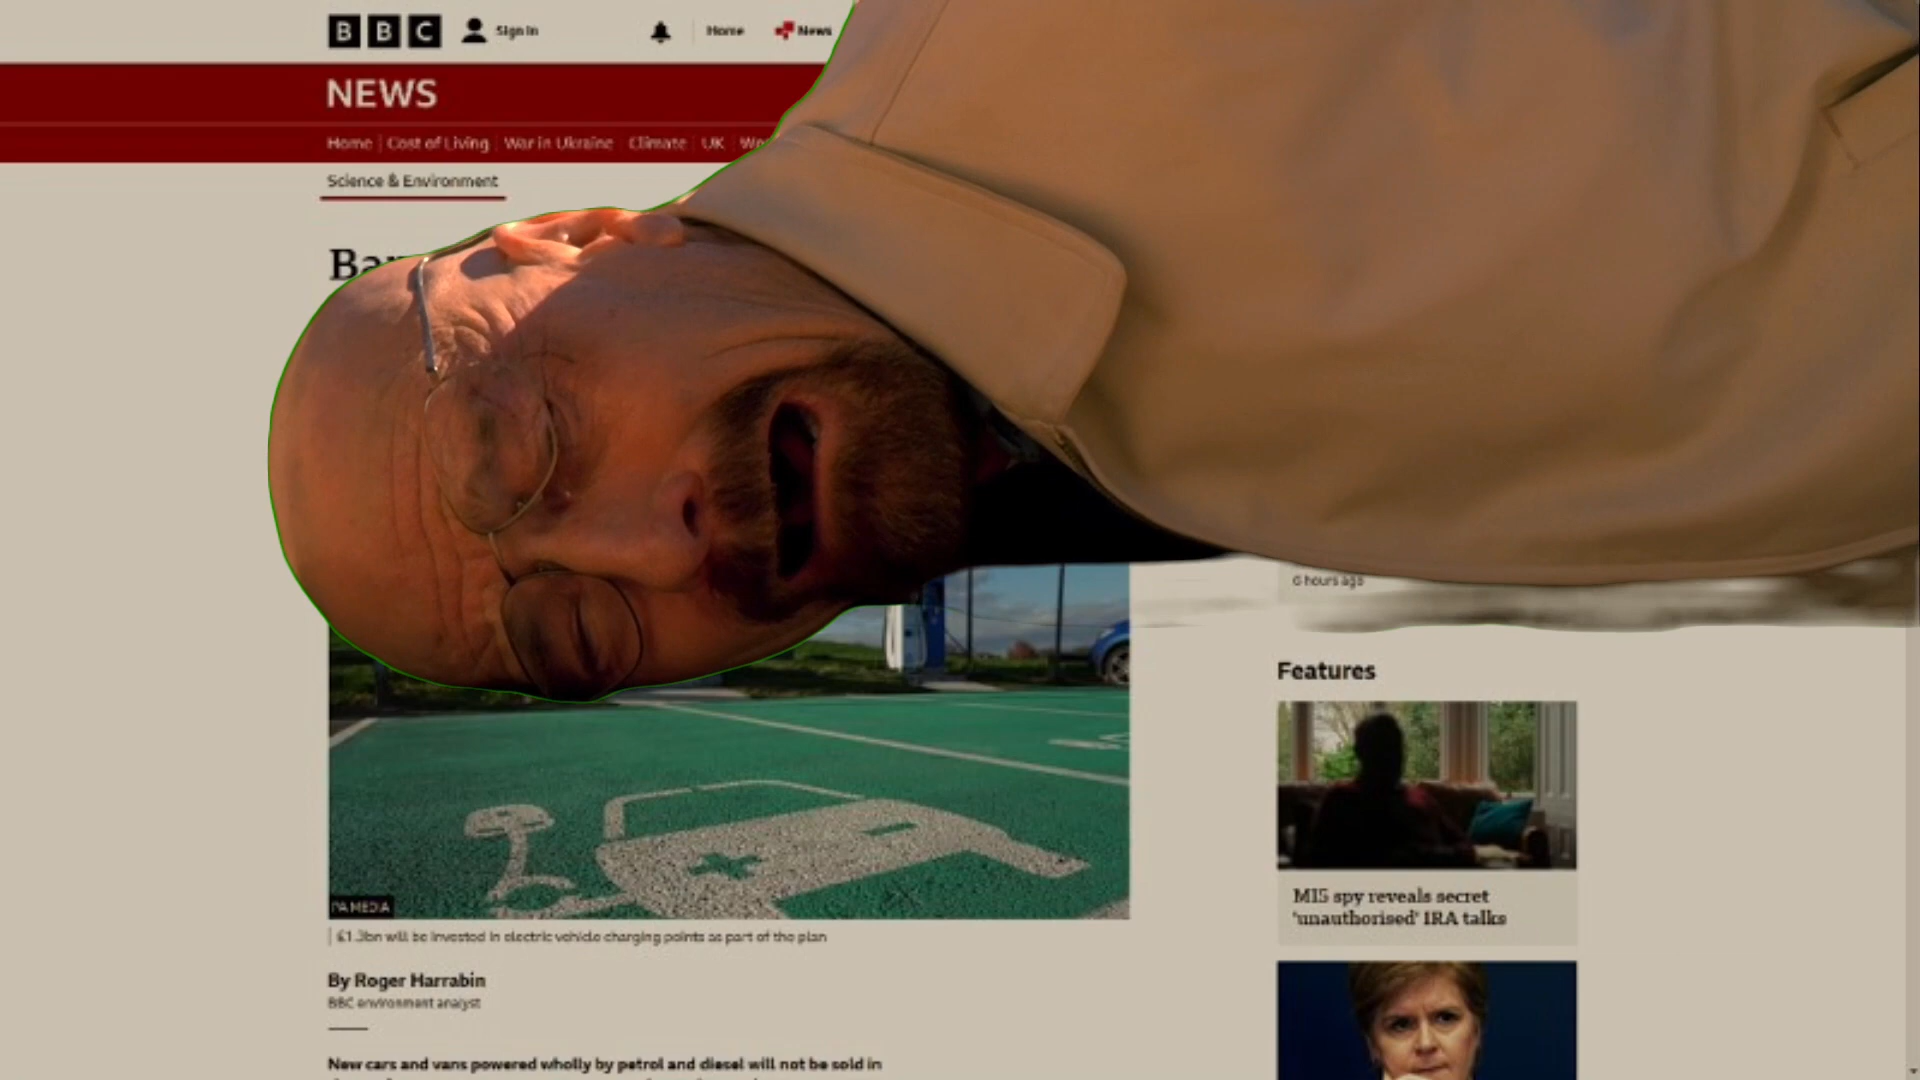 BBC Sign in Home News
NEWS
Home Cost of Living War in Ukraine Climate UK
Science & Environment
6 hours ago
Features
MI5 spy reveals secret
'unauthorised' IRA talks
PA MEDIA
£1.3bn will be invested in electric vehicle charging points as part of the plan
By Roger Harrabin
BBC environment analyst
New cars and vans powered wholly by petrol and diesel will not be sold in